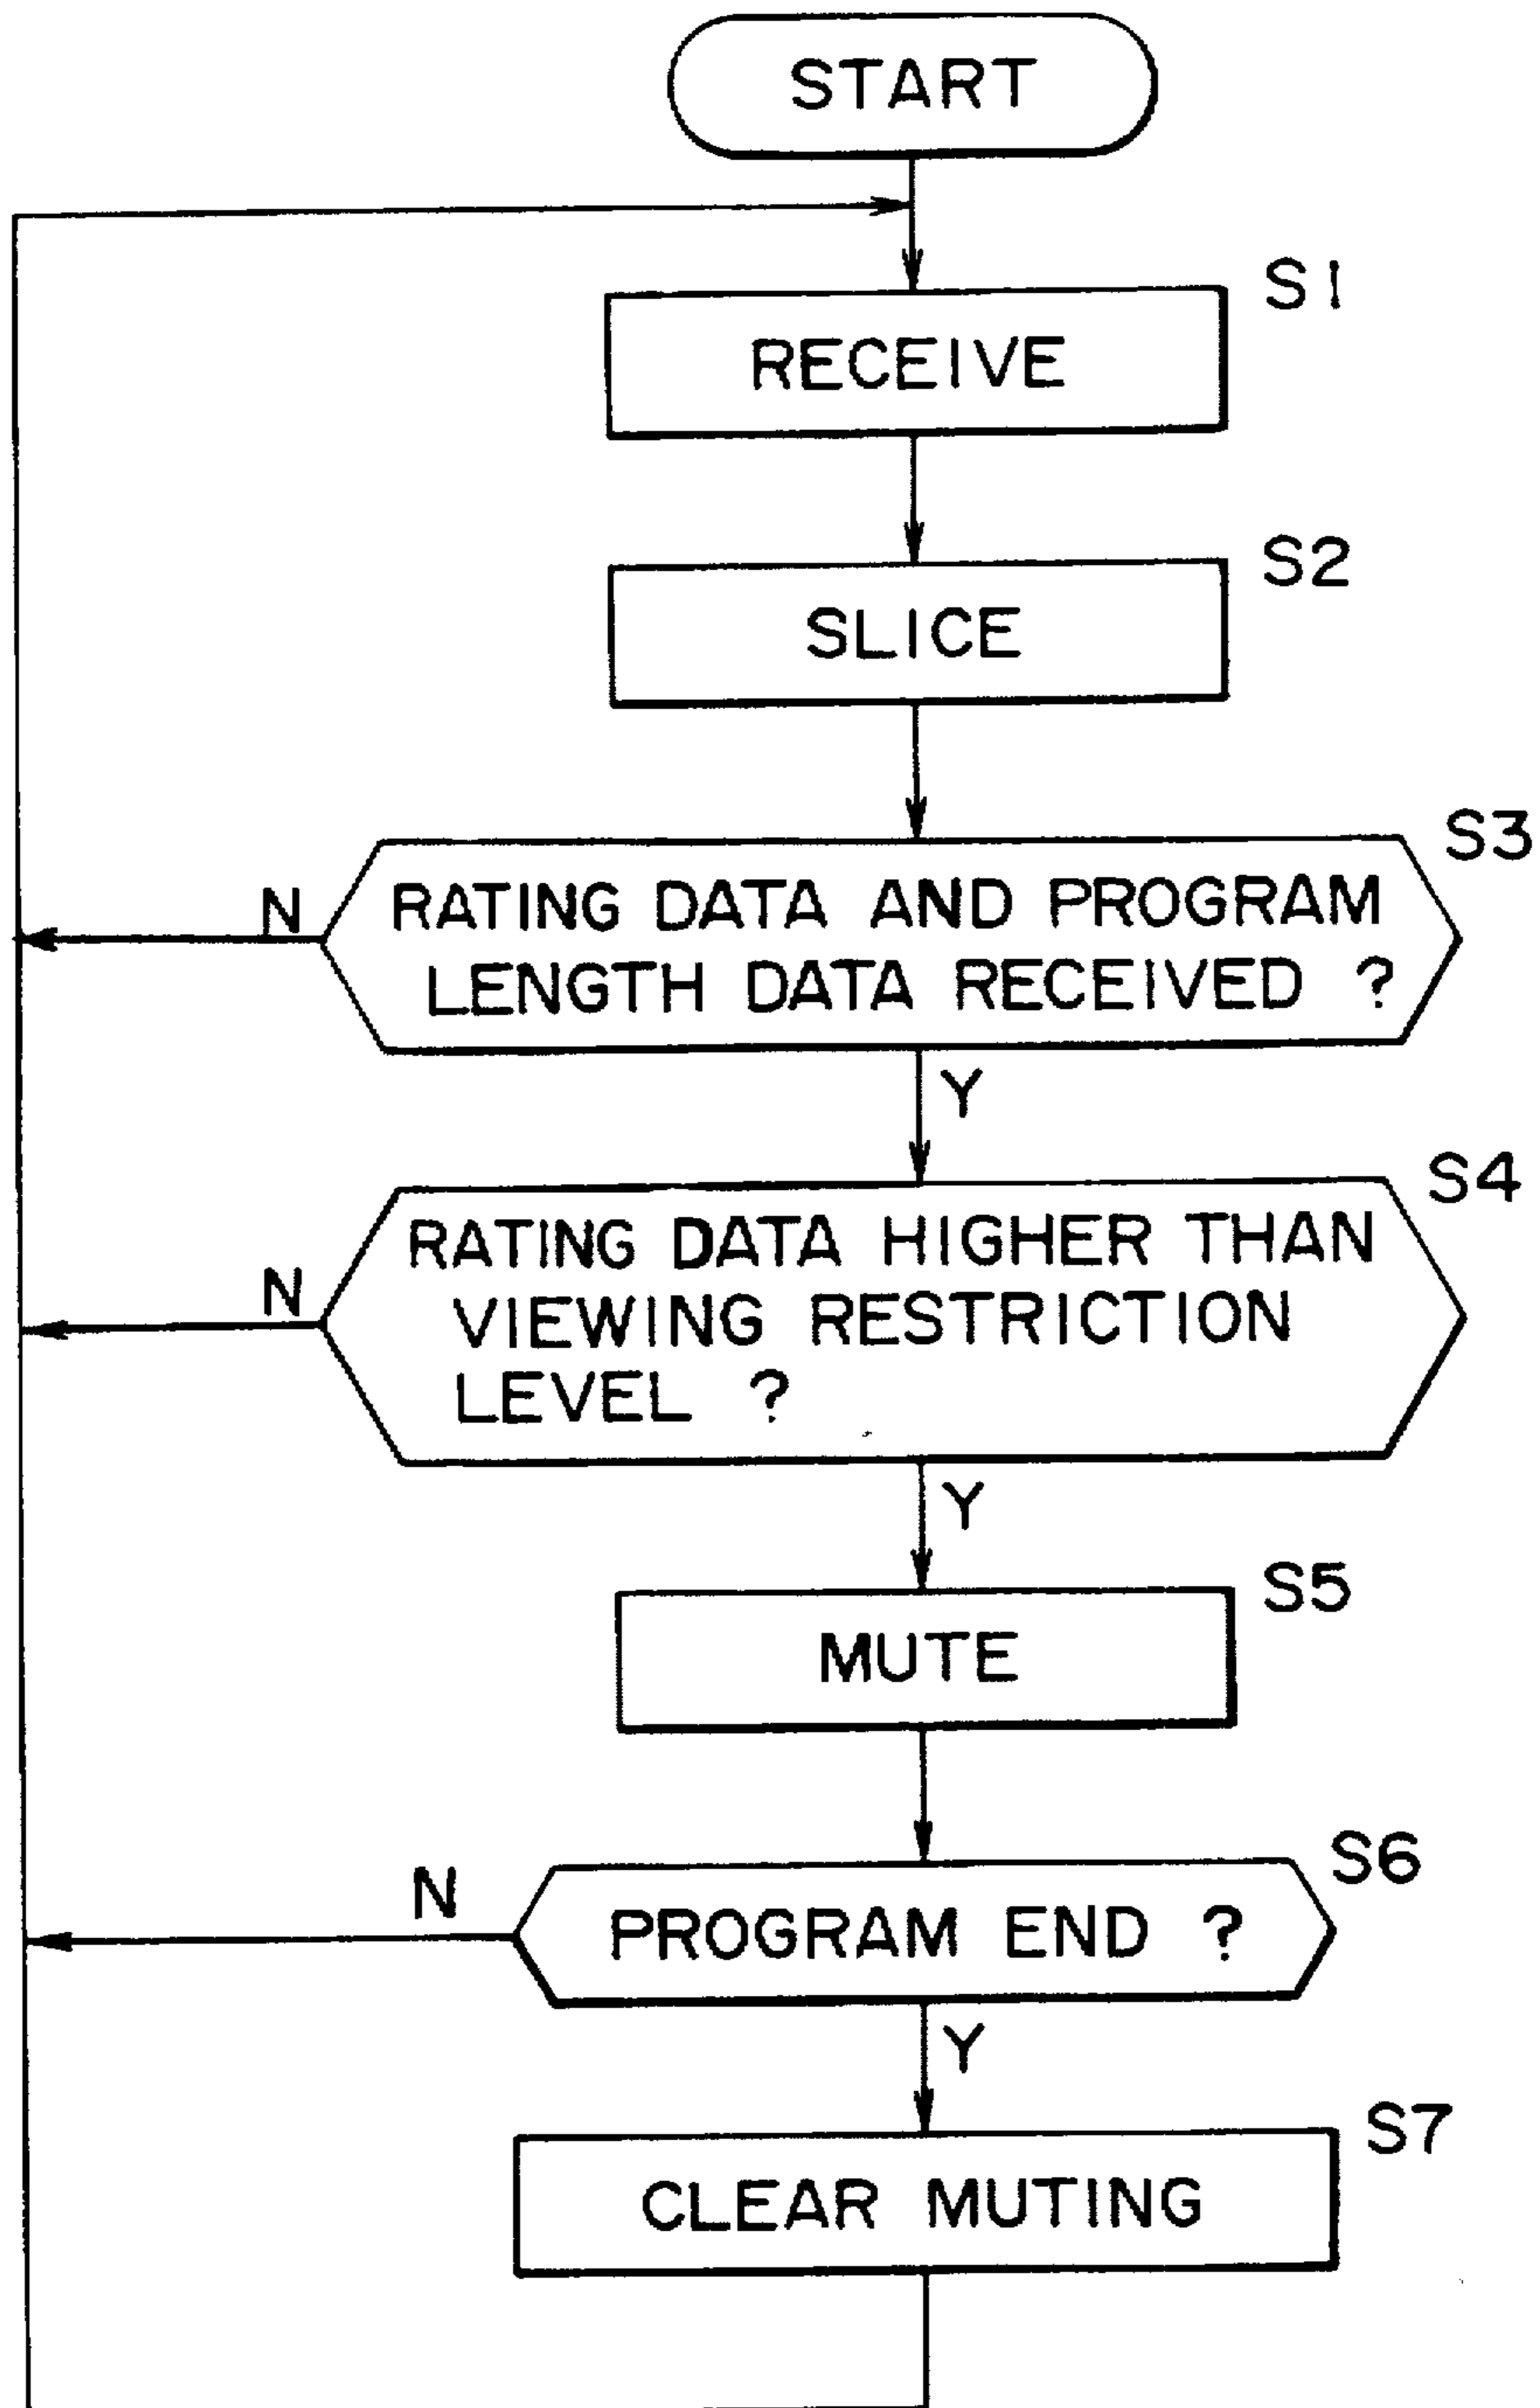 START
S1
RECEIVE
S2
SLICE
S3
N
RATING DATA AND PROGRAM
LENGTH DATA RECEIVED ?
Y
S4
RATING DATA HIGHER THAN
N
VIEWING RESTRICTION
LEVEL ?
Y
S5
MUTE
S6
N
PROGRAM END ?
Y
S7
CLEAR MUTING